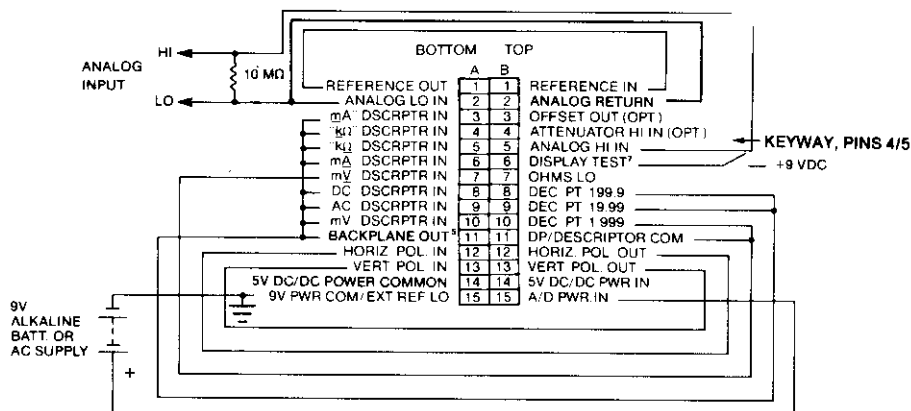 HI
ANALOG INPUT
10 MΩ
LO
BOTTOM TOP
A B
REFERENCE OUT 1 1 REFERENCE IN
ANALOG LO IN 2 2 ANALOG RETURN
mA DSCRPTR IN 3 3 OFFSET OUT (OPT)
kΩ DSCRPTR IN 4 4 ATTENUATOR HI IN (OPT)
kΩ DSCRPTR IN 5 5 ANALOG HI IN
mA DSCRPTR IN 6 6 DISPLAY TEST⁷
mV DSCRPTR IN 7 7 OHMS LO
DC DSCRPTR IN 8 8 DEC PT 199.9
AC DSCRPTR IN 9 9 DEC PT 19.99
mV DSCRPTR IN 10 10 DEC PT 1.999
BACKPLANE OUT⁵ 11 11 DP/DESCRIPTOR COM
HORIZ POL. IN 12 12 HORIZ. POL OUT
VERT POL. IN 13 13 VERT POL. OUT
5V DC/DC POWER COMMON 14 14 5V DC/DC PWR IN
9V PWR COM/EXT REF LO 15 15 A/D PWR.IN
KEYWAY, PINS 4/5
+9 VDC
9V
ALKALINE
BATT. OR
AC SUPPLY
+